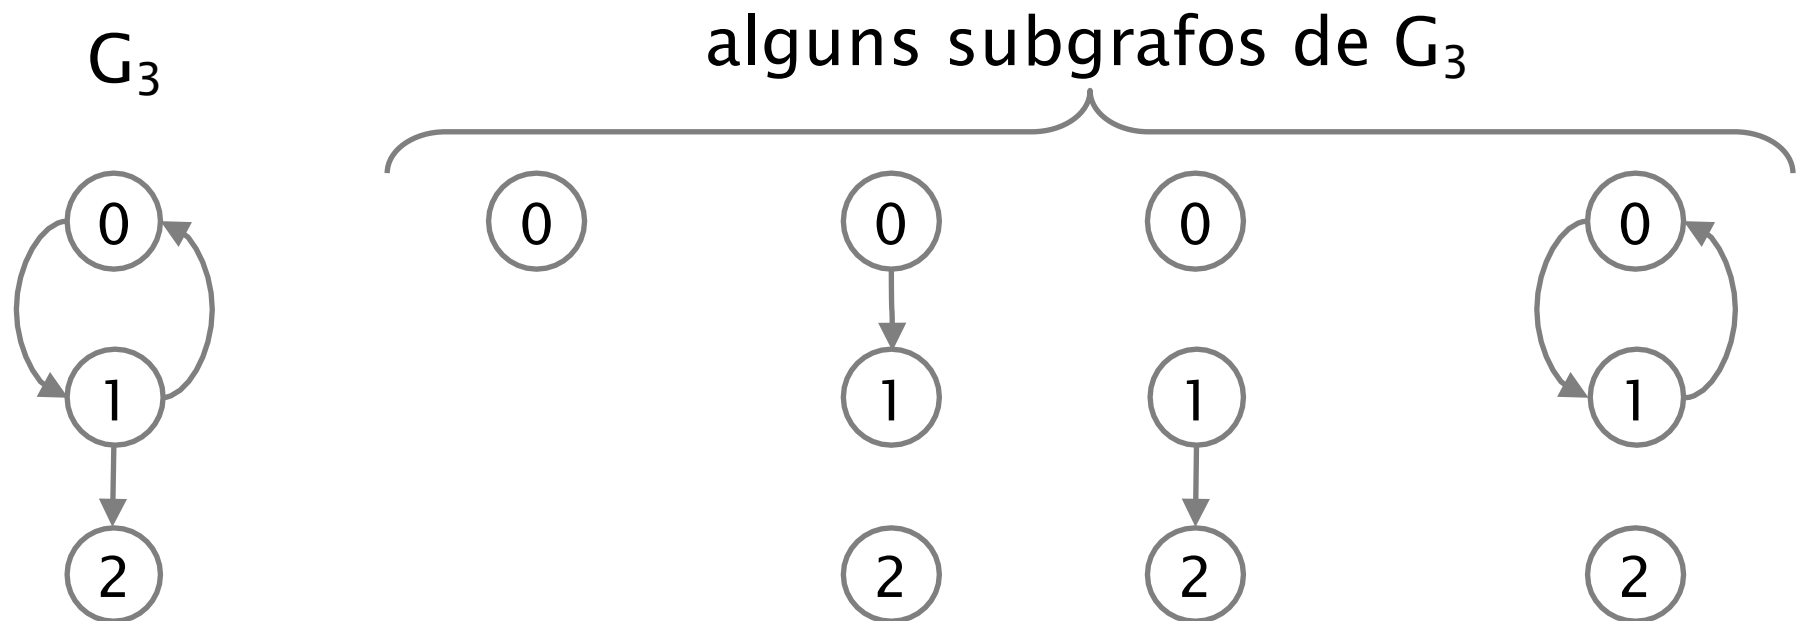 G₃
alguns subgrafos de G₃
0 0 0 0 0
1 1 1 1
2 2 2 2